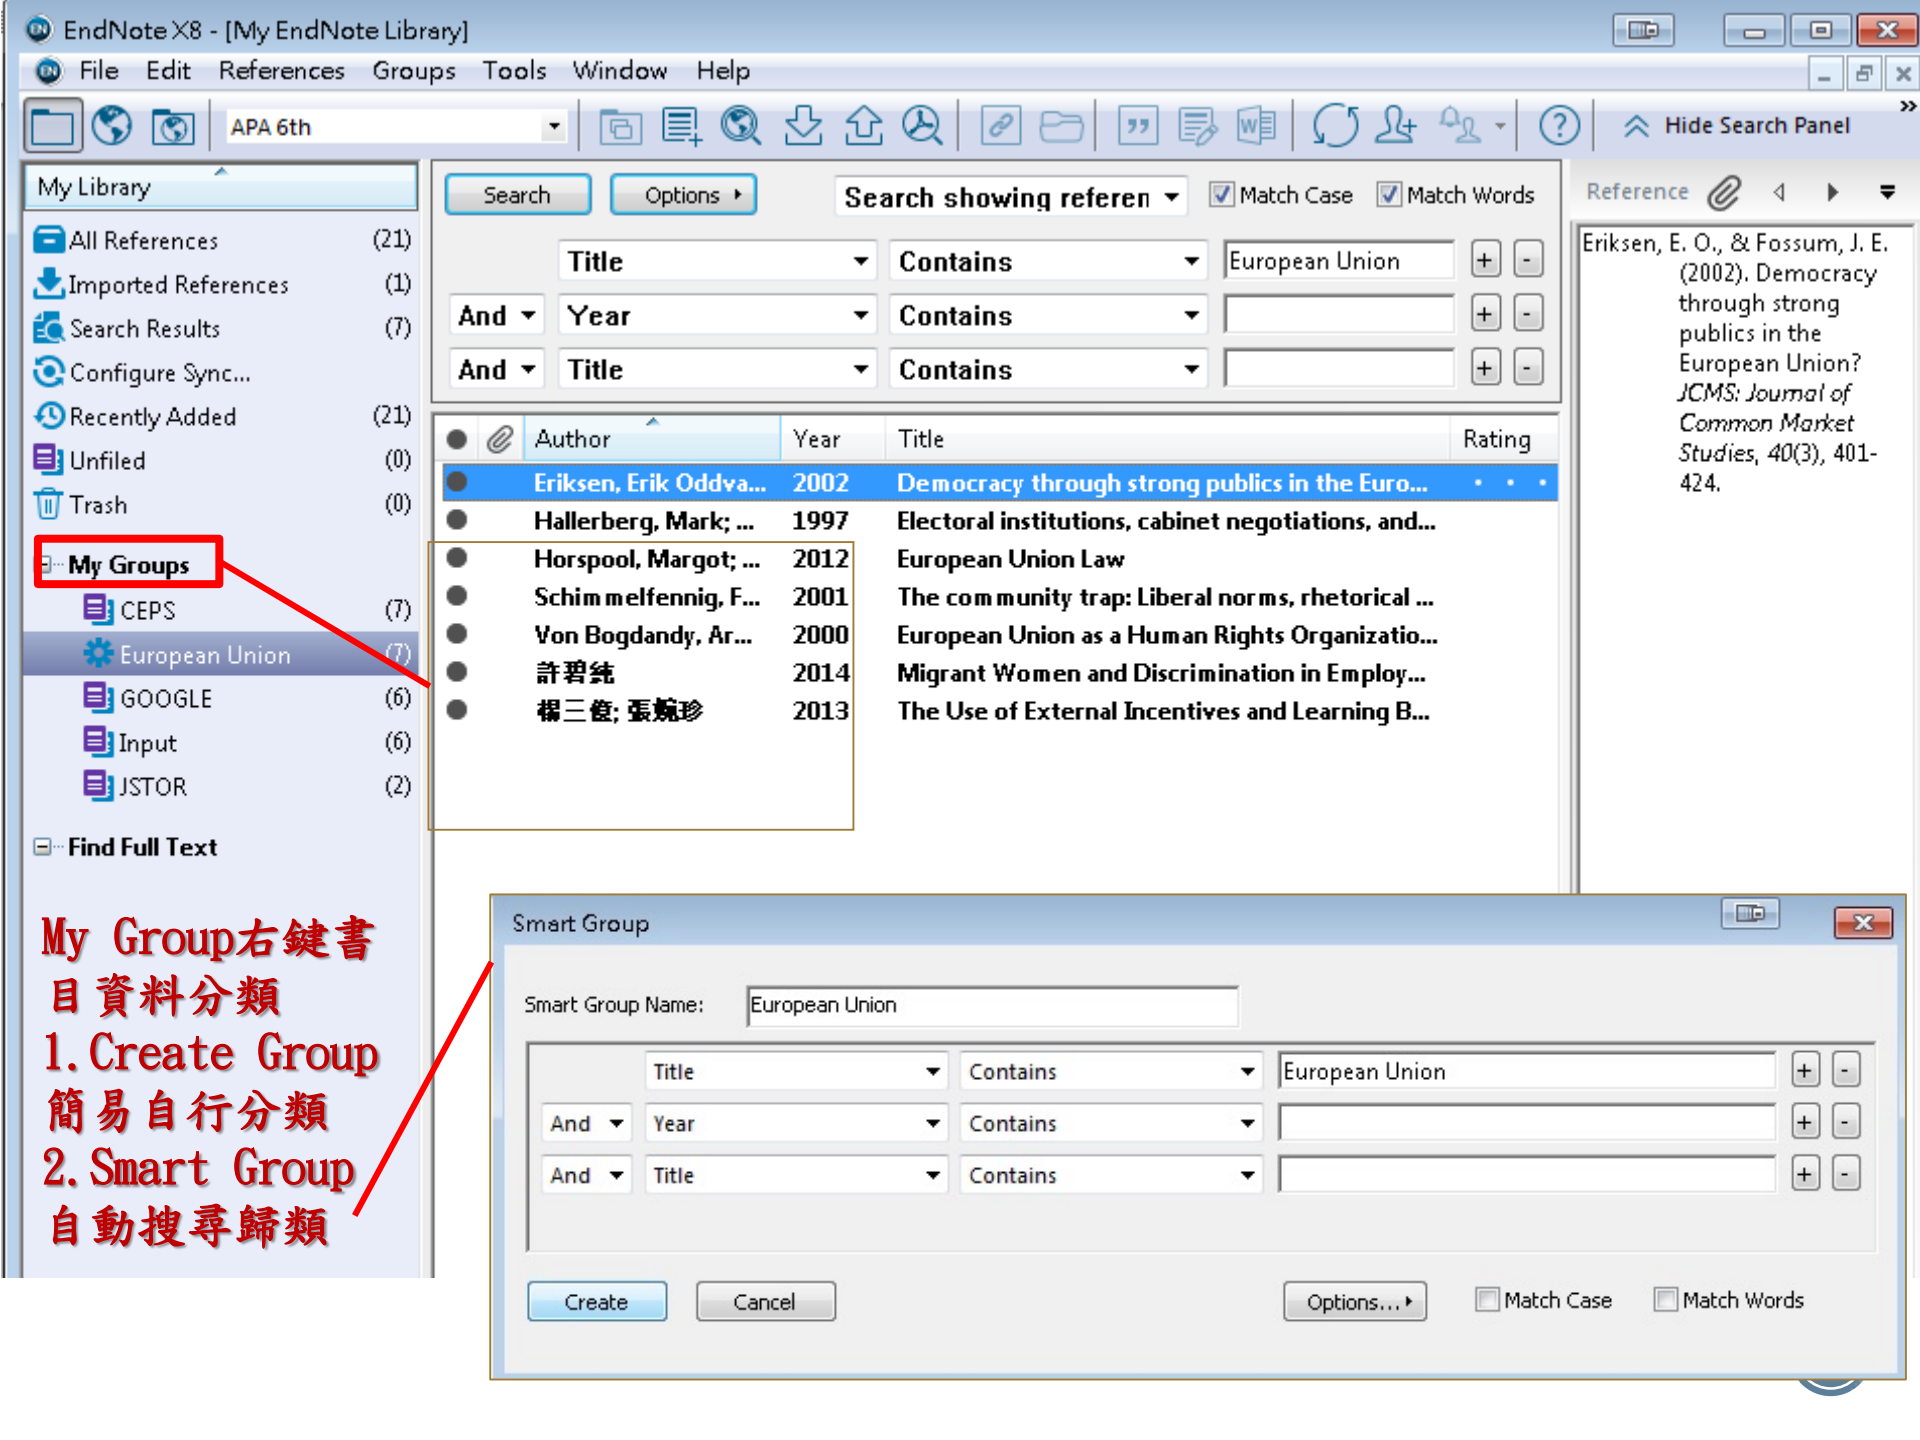 EndNote X8 - [My EndNote Library]
File Edit References Groups Tools Window Help
APA 6th
Hide Search Panel
My Library
All References (21)
Imported References (1)
Search Results (7)
Configure Sync...
Recently Added (21)
Unfiled (0)
Trash (0)
My Groups
CEPS (7)
European Union (7)
GOOGLE (6)
Input (6)
JSTOR (2)
Find Full Text
My Group右鍵書
目資料分類
1.Create Group
簡易自行分類
2.Smart Group
自動搜尋歸類
Search Options Search showing referen Match Case Match Words
Title Contains European Union + -
And Year Contains + -
And Title Contains + -
Author Year Title Rating
Eriksen, Erik Oddva... 2002 Democracy through strong publics in the Euro...
Hallerberg, Mark; ... 1997 Electoral institutions, cabinet negotiations, and...
Horspool, Margot; ... 2012 European Union Law
Schimmelfennig, F... 2001 The community trap: Liberal norms, rhetorical ...
Von Bogdandy, Ar... 2000 European Union as a Human Rights Organizatio...
許碧純 2014 Migrant Women and Discrimination in Employ...
楊三億; 張婉珍 2013 The Use of External Incentives and Learning B...
Reference
Eriksen, E. O., & Fossum, J. E.
(2002). Democracy
through strong
publics in the
European Union?
JCMS: Journal of
Common Market
Studies, 40(3), 401-
424.
Smart Group
Smart Group Name: European Union
Title Contains European Union + -
And Year Contains + -
And Title Contains + -
Create Cancel Options... Match Case Match Words